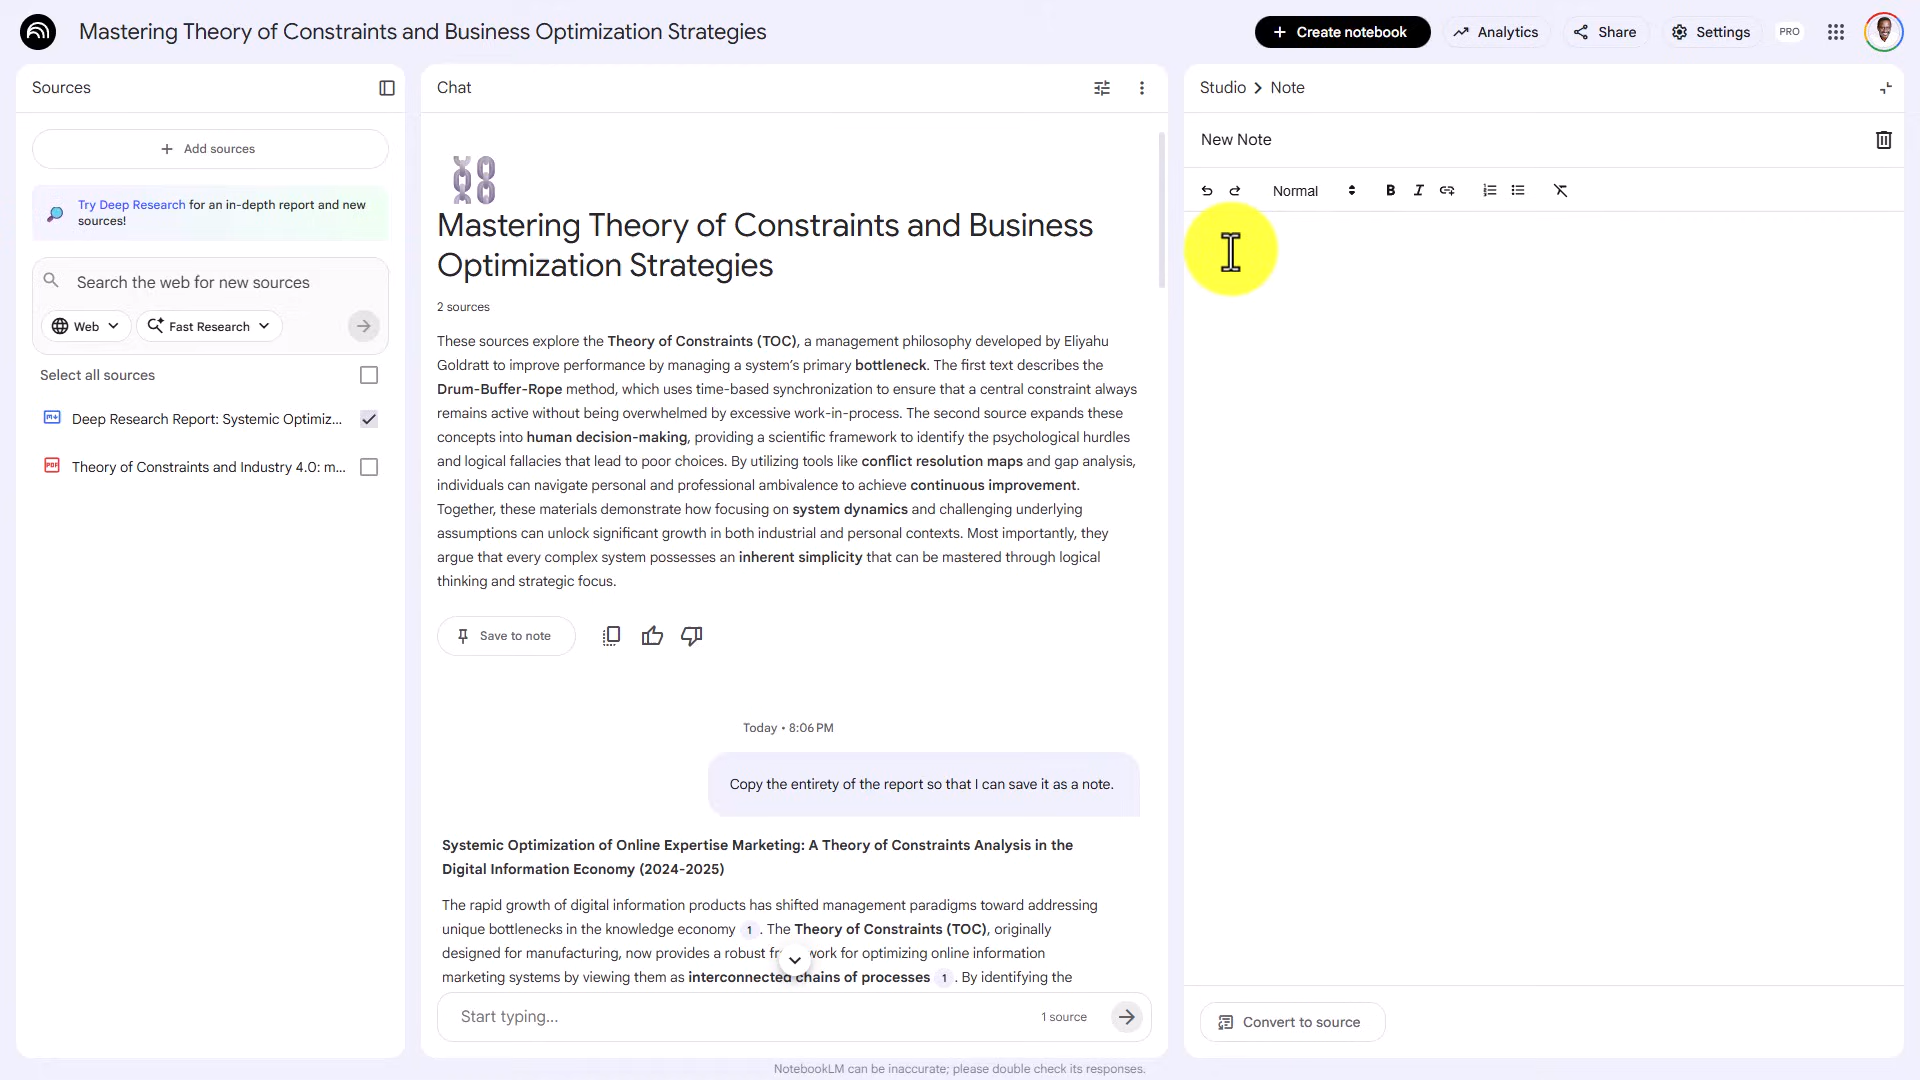 Mastering Theory of Constraints and Business Optimization Strategies
Create notebook
Analytics
Share
Settings
PRO
Sources
Add sources
Try Deep Research for an in-depth report and new
sources!
Search the web for new sources
Web
Fast Research
Select all sources
Deep Research Report: Systemic Optimiz...
Theory of Constraints and Industry 4.0: m...
Chat
Mastering Theory of Constraints and Business
Optimization Strategies
2 sources
These sources explore the Theory of Constraints (TOC), a management philosophy developed by Eliyahu
Goldratt to improve performance by managing a system's primary bottleneck. The first text describes the
Drum-Buffer-Rope method, which uses time-based synchronization to ensure that a central constraint always
remains active without being overwhelmed by excessive work-in-process. The second source expands these
concepts into human decision-making, providing a scientific framework to identify the psychological hurdles
and logical fallacies that lead to poor choices. By utilizing tools like conflict resolution maps and gap analysis,
individuals can navigate personal and professional ambivalence to achieve continuous improvement.
Together, these materials demonstrate how focusing on system dynamics and challenging underlying
assumptions can unlock significant growth in both industrial and personal contexts. Most importantly, they
argue that every complex system possesses an inherent simplicity that can be mastered through logical
thinking and strategic focus.
Save to note
Today • 8:06 PM
Copy the entirety of the report so that I can save it as a note.
Systemic Optimization of Online Expertise Marketing: A Theory of Constraints Analysis in the
Digital Information Economy (2024-2025)
The rapid growth of digital information products has shifted management paradigms toward addressing
unique bottlenecks in the knowledge economy 1. The Theory of Constraints (TOC), originally
designed for manufacturing, now provides a robust for optimizing online information
marketing systems by viewing them as interconnected chains of processes 1. By identifying the
Start typing...
1 source
NotebookLM can be inaccurate; please double check its responses.
Studio > Note
New Note
Normal
B I
Convert to source